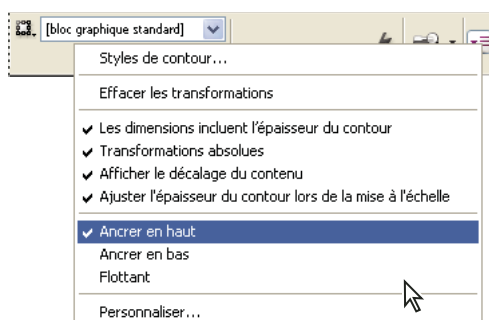 [bloc graphique standard]
Styles de contour...
Effacer les transformations
Les dimensions incluent l'épaisseur du contour
Transformations absolues
Afficher le décalage du contenu
Ajuster l'épaisseur du contour lors de la mise à l'échelle
Ancrer en haut
Ancrer en bas
Flottant
Personnaliser...